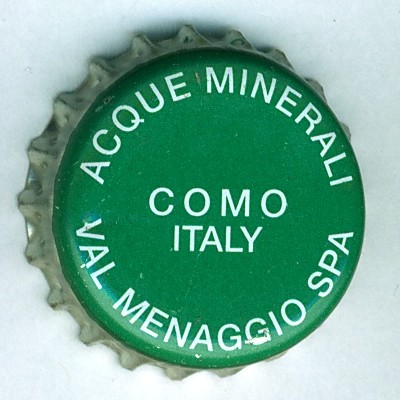 ACQUE MINERALI
COMO
ITALY
VAL MENAGGIO SPA